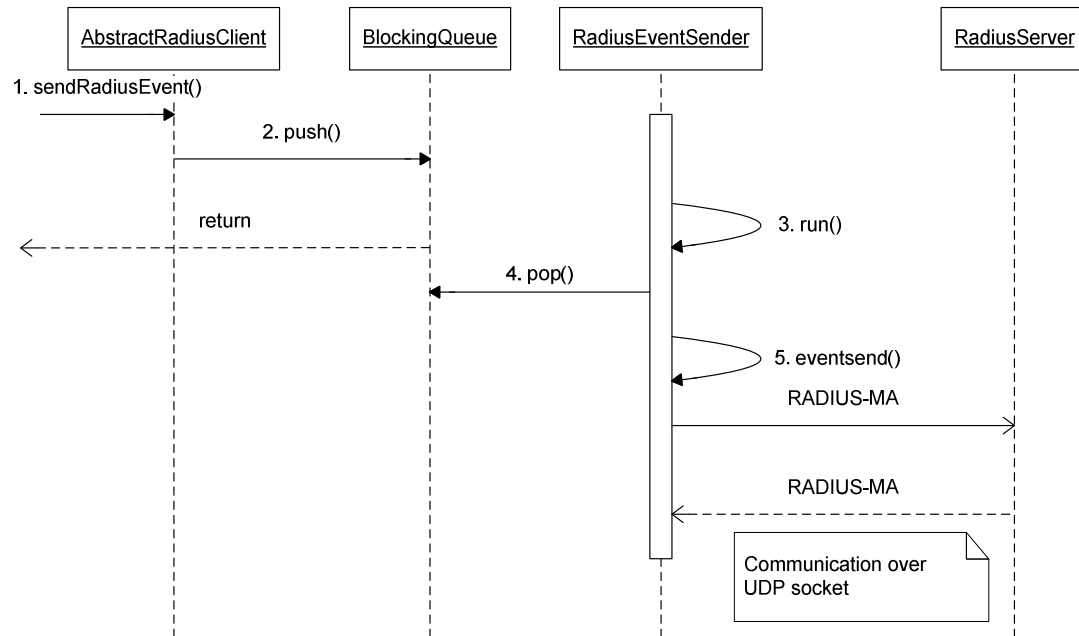 AbstractRadiusClient
BlockingQueue
RadiusEventSender
RadiusServer
1. sendRadiusEvent()
2. push()
return
3. run()
4. pop()
5. eventsend()
RADIUS-MA
RADIUS-MA
Communication over
UDP socket